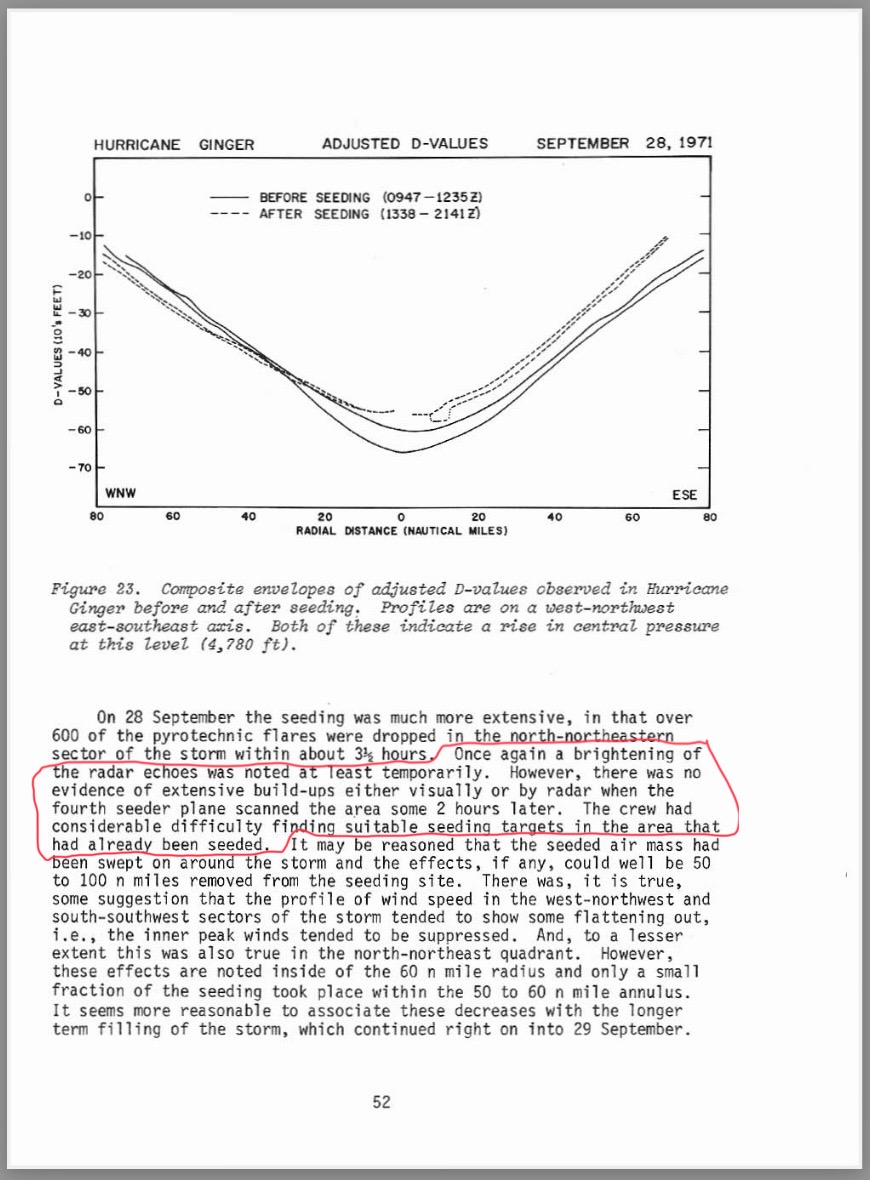 HURRICANE GINGER ADJUSTED D-VALUES SEPTEMBER 28, 1971
BEFORE SEEDING (0947-1235Z)
AFTER SEEDING (1338-2141Z)
0
-10
-20
-30
-40
-50
-60
-70
D-VALUES (10's FEET)
WNW ESE
80 60 40 20 0 20 40 60 80
RADIAL DISTANCE (NAUTICAL MILES)
Figure 23. Composite envelopes of adjusted D-values observed in Hurricane
Ginger before and after seeding. Profiles are on a west-northwest
east-southeast axis. Both of these indicate a rise in central pressure
at this level (4,780 ft).
On 28 September the seeding was much more extensive, in that over
600 of the pyrotechnic flares were dropped in the north-northeastern
sector of the storm within about 3½ hours. Once again a brightening of
the radar echoes was noted at least temporarily. However, there was no
evidence of extensive build-ups either visually or by radar when the
fourth seeder plane scanned the area some 2 hours later. The crew had
considerable difficulty finding suitable seeding targets in the area that
had already been seeded. It may be reasoned that the seeded air mass had
been swept on around the storm and the effects, if any, could well be 50
to 100 n miles removed from the seeding site. There was, it is true,
some suggestion that the profile of wind speed in the west-northwest and
south-southwest sectors of the storm tended to show some flattening out,
i.e., the inner peak winds tended to be suppressed. And, to a lesser
extent this was also true in the north-northeast quadrant. However,
these effects are noted inside of the 60 n mile radius and only a small
fraction of the seeding took place within the 50 to 60 n mile annulus.
It seems more reasonable to associate these decreases with the longer
term filling of the storm, which continued right on into 29 September.
52